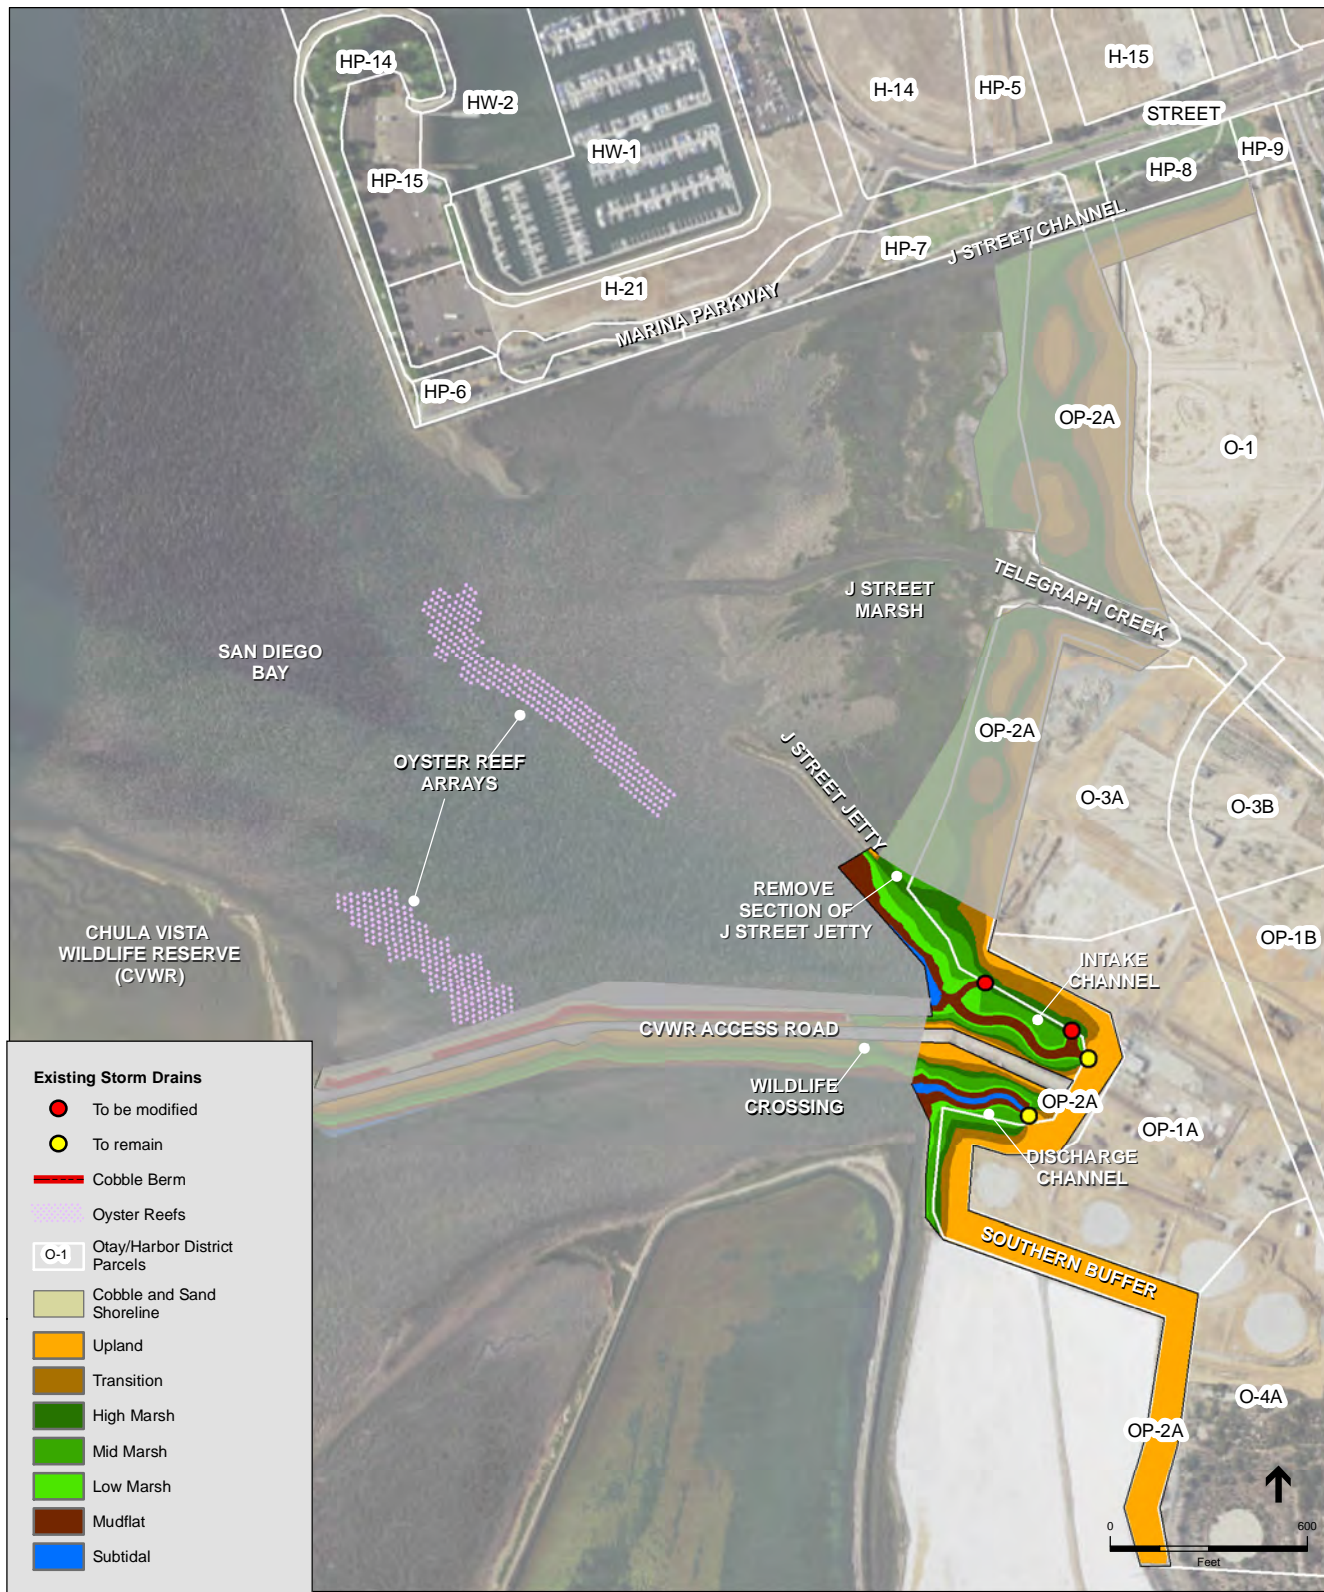 HP-14
HW-2
HP-15
HW-1
H-14
HP-5
H-15
STREET
HP-9
HP-8
J STREET CHANNEL
HP-7
H-21
MARINA PARKWAY
HP-6
OP-2A
O-1
TELEGRAPH CREEK
J STREET
MARSH
SAN DIEGO
BAY
OYSTER REEF
ARRAYS
J STREET JETTY
OP-2A
O-3A
O-3B
REMOVE
SECTION OF
J STREET JETTY
CHULA VISTA
WILDLIFE RESERVE
(CVWR)
OP-1B
INTAKE
CHANNEL
CVWR ACCESS ROAD
WILDLIFE
CROSSING
OP-2A
OP-1A
DISCHARGE
CHANNEL
SOUTHERN BUFFER
O-4A
OP-2A
0
600
Feet
Existing Storm Drains
To be modified
To remain
Cobble Berm
Oyster Reefs
O-1
Otay/Harbor District
Parcels
Cobble and Sand
Shoreline
Upland
Transition
High Marsh
Mid Marsh
Low Marsh
Mudflat
Subtidal